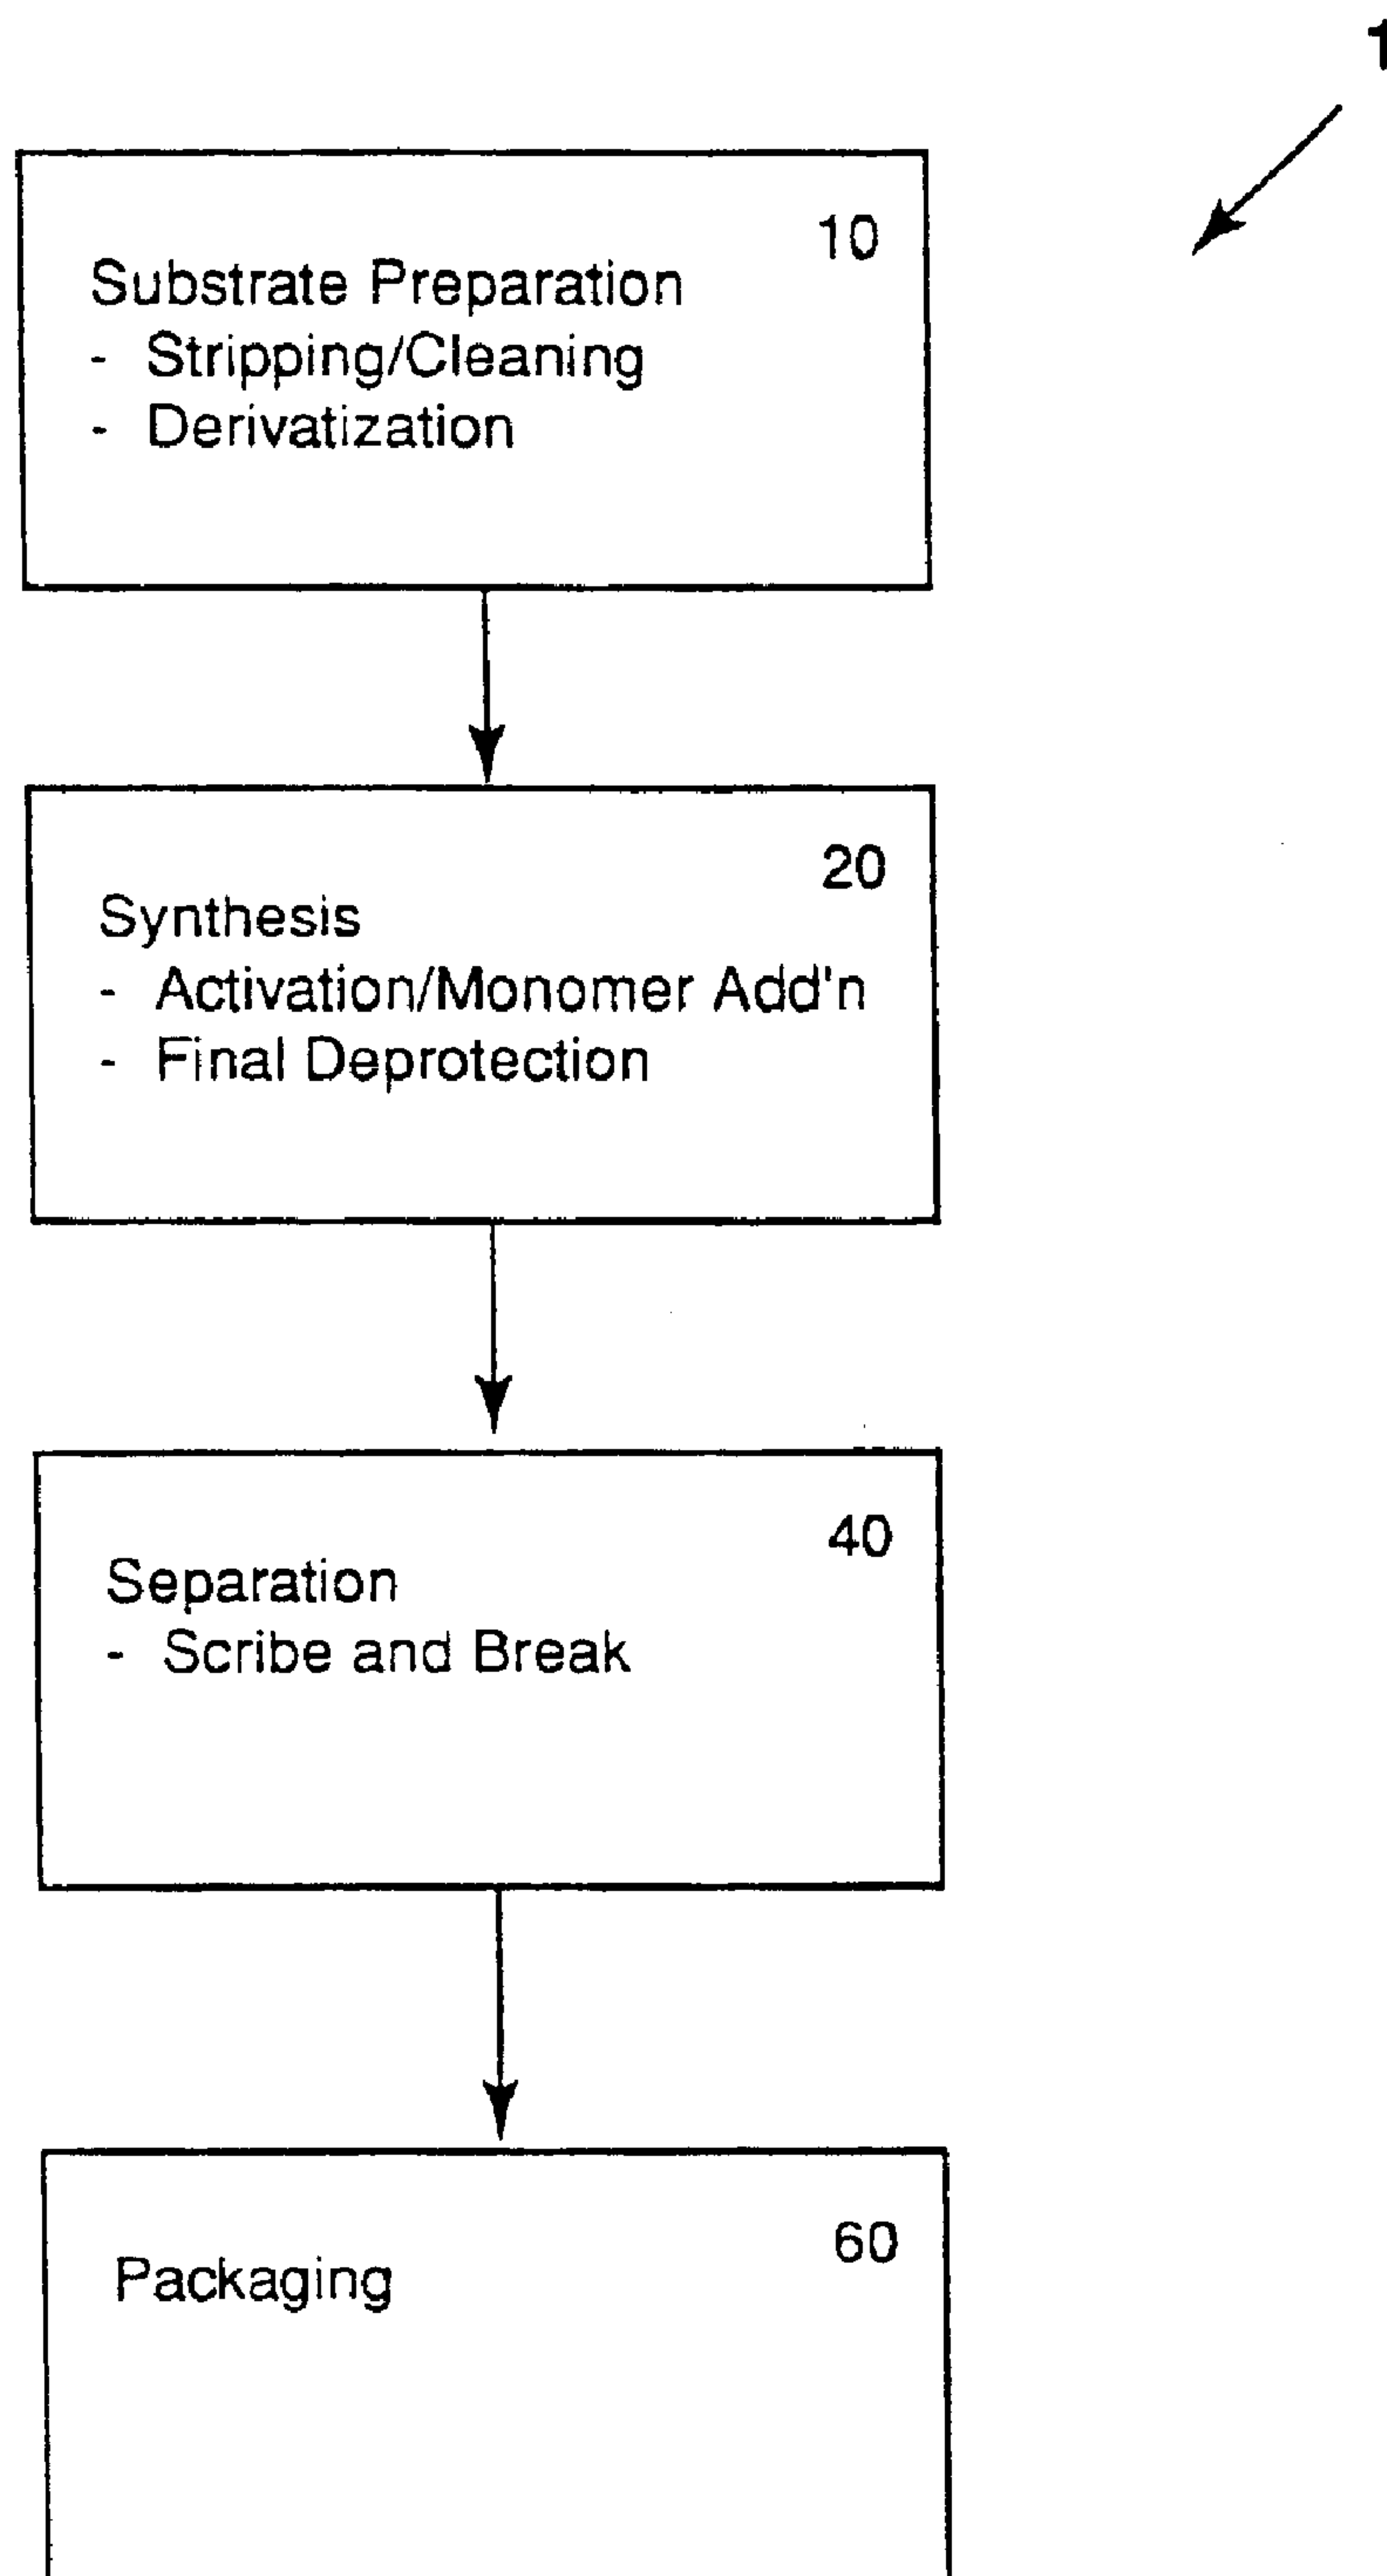 1
10
Substrate Preparation
- Stripping/Cleaning
- Derivatization
20
Synthesis
- Activation/Monomer Add'n
- Final Deprotection
40
Separation
- Scribe and Break
60
Packaging